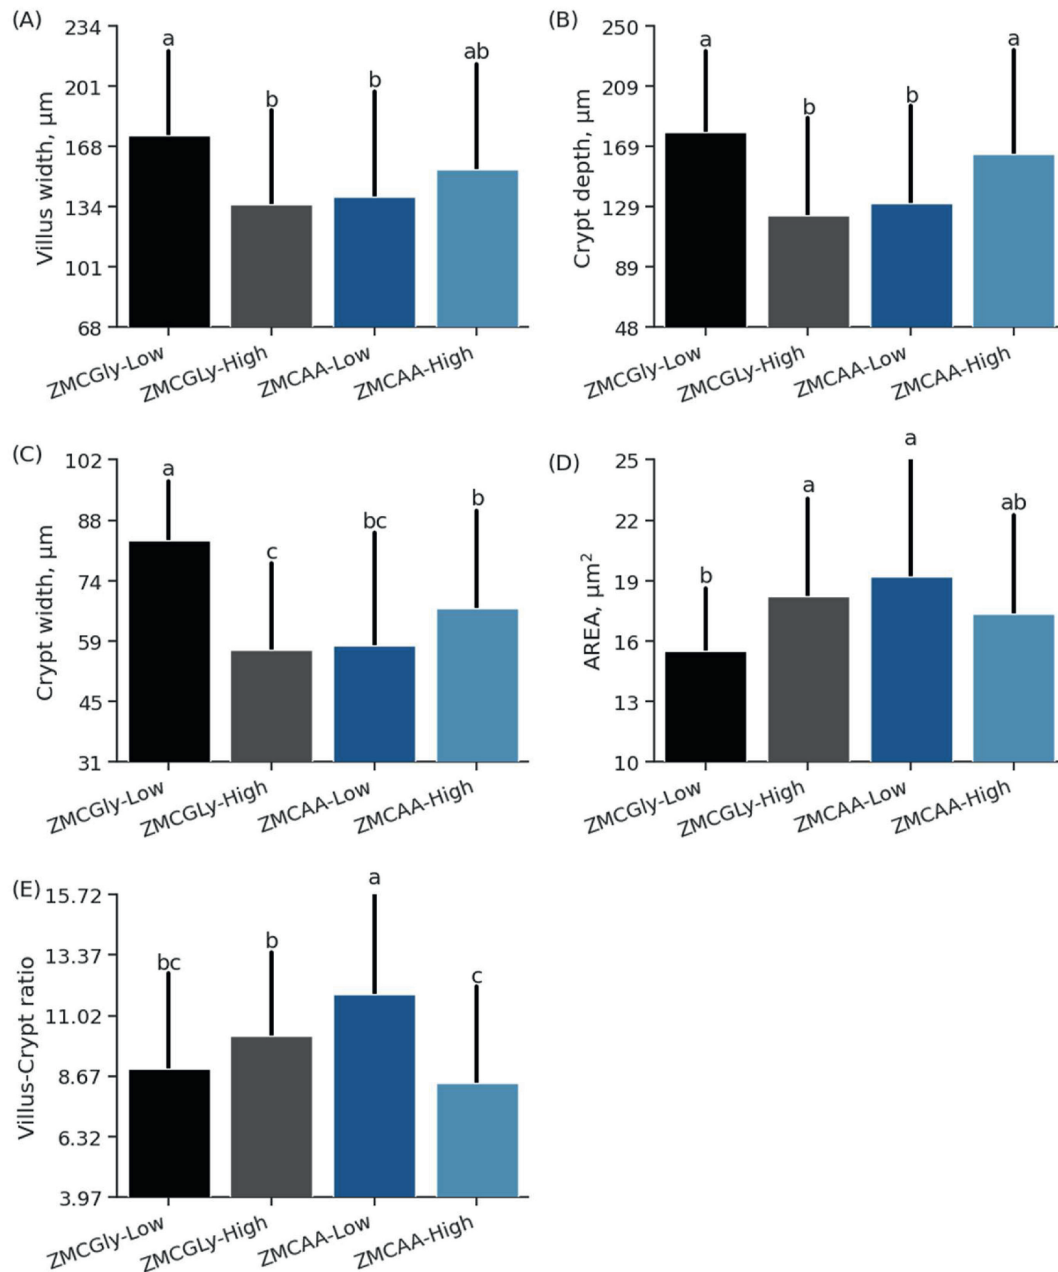 (A)
Villus width, μm
234
201
168
134
101
68
a
b
b
ab
ZMCGly-Low
ZMCGLy-High
ZMCAA-Low
ZMCAA-High
(B)
Crypt depth, μm
250
209
169
129
89
48
a
b
b
a
ZMCGly-Low
ZMCGLy-High
ZMCAA-Low
ZMCAA-High
(C)
Crypt width, μm
102
88
74
59
45
31
a
c
bc
b
ZMCGly-Low
ZMCGLy-High
ZMCAA-Low
ZMCAA-High
(D)
AREA, μm²
25
22
19
16
13
10
b
a
a
ab
ZMCGly-Low
ZMCGLy-High
ZMCAA-Low
ZMCAA-High
(E)
Villus-Crypt ratio
15.72
13.37
11.02
8.67
6.32
3.97
bc
b
a
c
ZMCGly-Low
ZMCGLy-High
ZMCAA-Low
ZMCAA-High